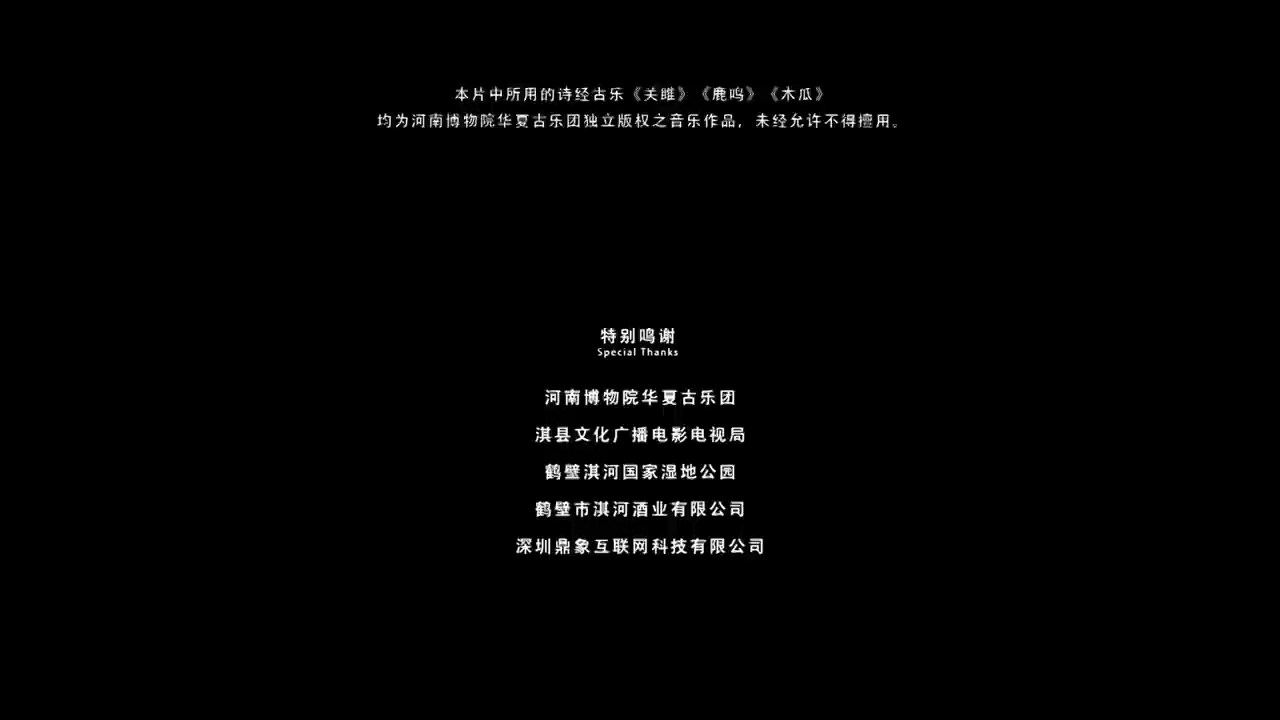 本片中所用的诗经古乐《关雎》《鹿鸣》《木瓜》
均为河南博物院华夏古乐团独立版权之音乐作品，未经允许不得擅用。
特别鸣谢
Special Thanks
河南博物院华夏古乐团
淇县文化广播电影电视局
鹤壁淇河国家湿地公园
鹤壁市淇河酒业有限公司
深圳鼎象互联网科技有限公司